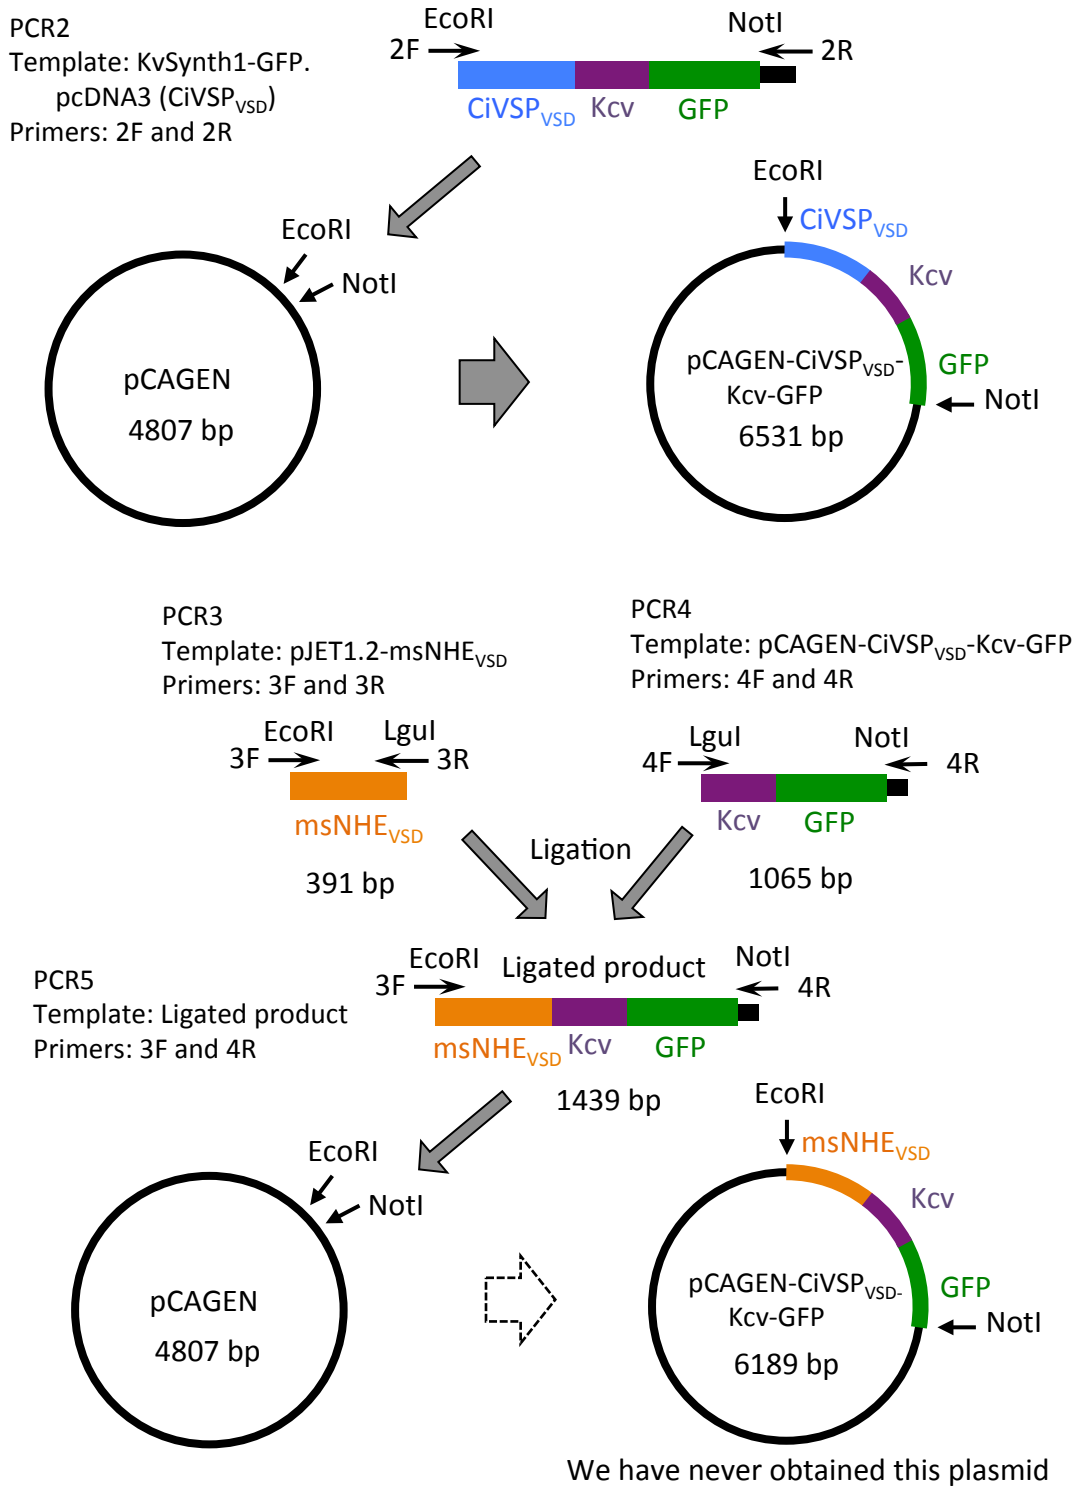 PCR2
Template: KvSynth1-GFP.
pcDNA3 (CiVSPVSD)
Primers: 2F and 2R
EcoRI
NotI
2F
2R
CiVSPVSD
Kcv
GFP
EcoRI
NotI
pCAGEN
4807 bp
EcoRI
CiVSPVSD
Kcv
pCAGEN-CiVSPVSD-
Kcv-GFP
6531 bp
GFP
NotI
PCR3
Template: pJET1.2-msNHEVSD
Primers: 3F and 3R
EcoRI
LguI
3F
3R
msNHEVSD
391 bp
PCR4
Template: pCAGEN-CiVSPVSD-Kcv-GFP
Primers: 4F and 4R
LguI
NotI
4F
4R
Kcv
GFP
1065 bp
Ligation
PCR5
Template: Ligated product
Primers: 3F and 4R
EcoRI
Ligated product
NotI
3F
4R
msNHEVSD
Kcv
GFP
1439 bp
EcoRI
NotI
pCAGEN
4807 bp
EcoRI
msNHEVSD
Kcv
pCAGEN-CiVSPVSD-
Kcv-GFP
6189 bp
GFP
NotI
We have never obtained this plasmid